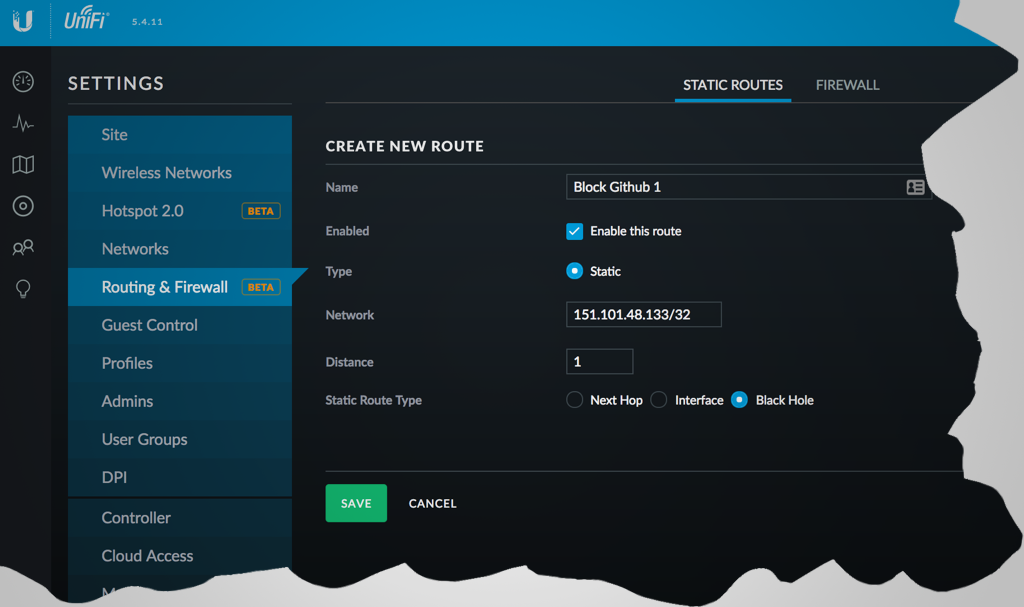 UniFi 5.4.11
SETTINGS
STATIC ROUTES FIREWALL
Site
Wireless Networks
Hotspot 2.0 BETA
Networks
Routing & Firewall BETA
Guest Control
Profiles
Admins
User Groups
DPI
Controller
Cloud Access
CREATE NEW ROUTE
Name Block Github 1
Enabled Enable this route
Type Static
Network 151.101.48.133/32
Distance 1
Static Route Type Next Hop Interface Black Hole
SAVE CANCEL